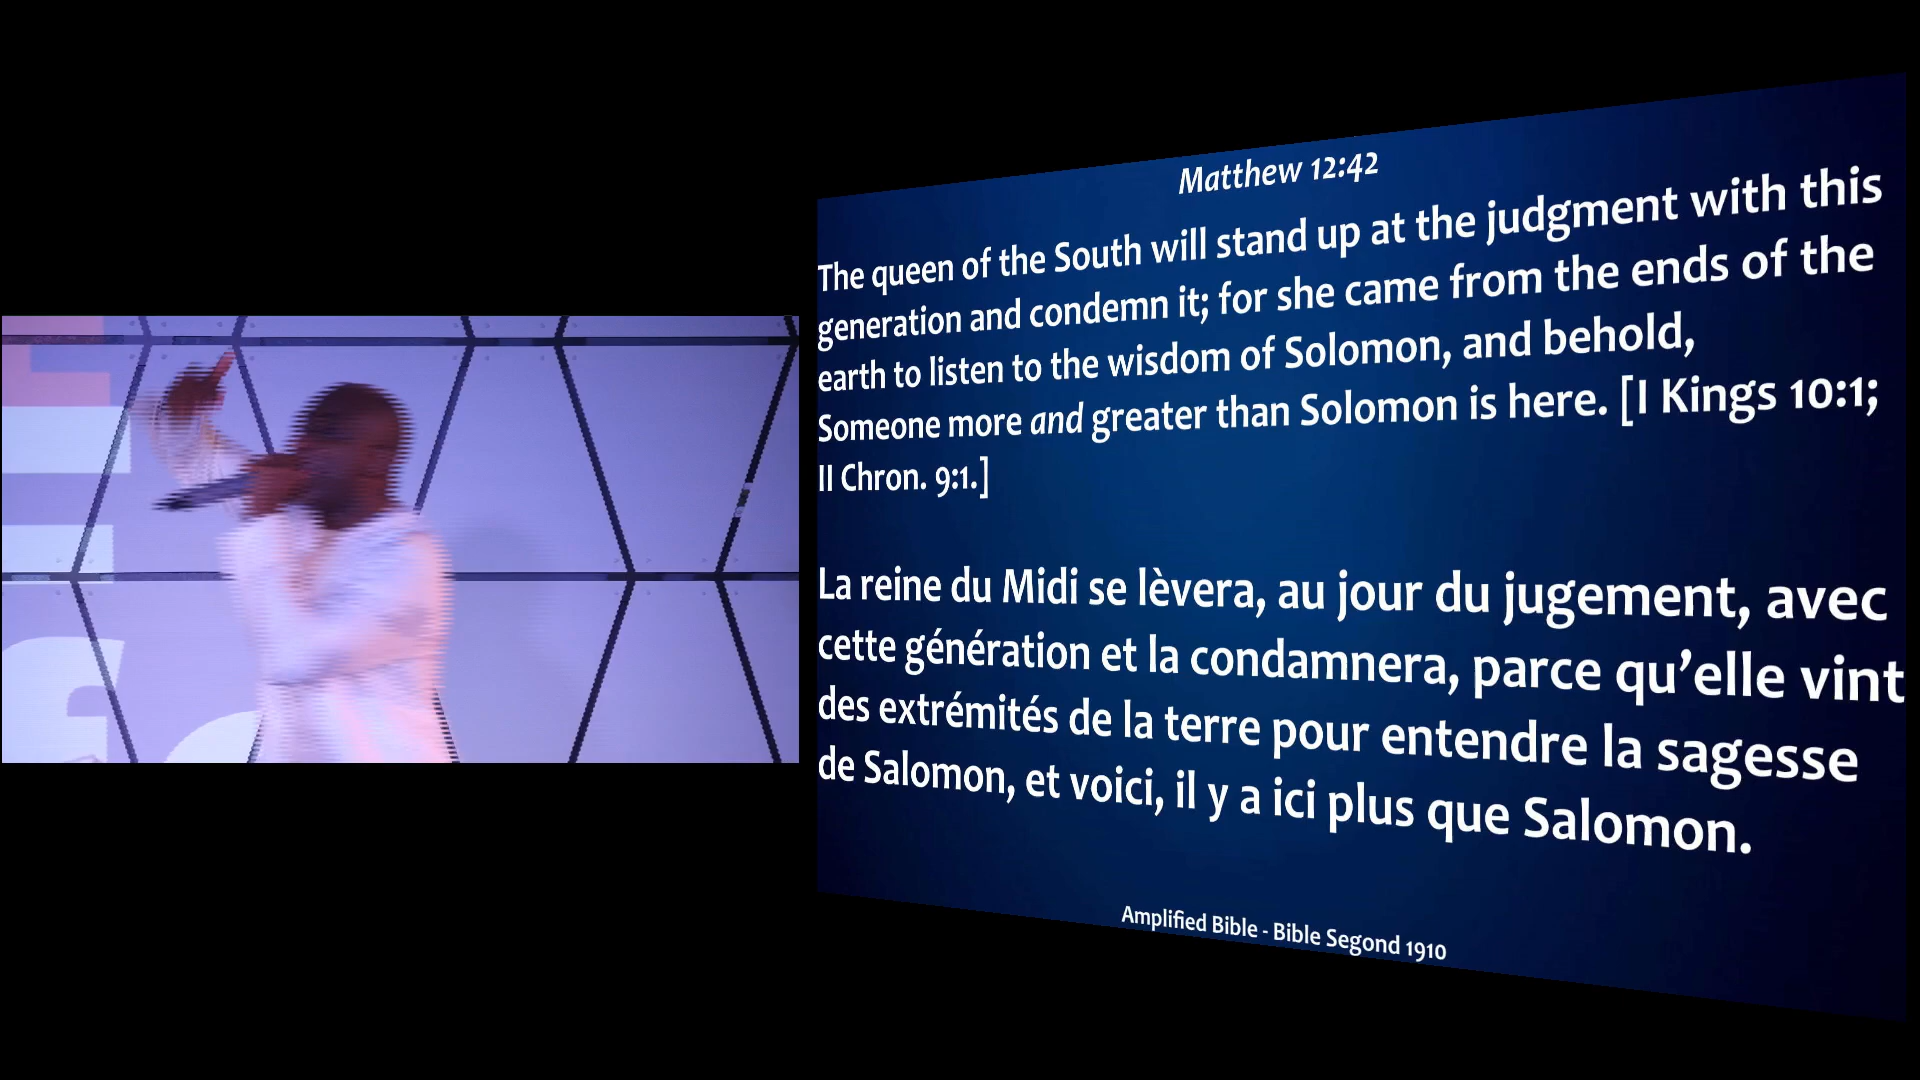 Matthew 12:42
The queen of the South will stand up at the judgment with this
generation and condemn it; for she came from the ends of the
earth to listen to the wisdom of Solomon, and behold,
Someone more and greater than Solomon is here. [I Kings 10:1;
II Chron. 9:1.]
La reine du Midi se lèvera, au jour du jugement, avec
cette génération et la condamnera, parce qu’elle vint
des extrémités de la terre pour entendre la sagesse
de Salomon, et voici, il y a ici plus que Salomon.
Amplified Bible - Bible Segond 1910